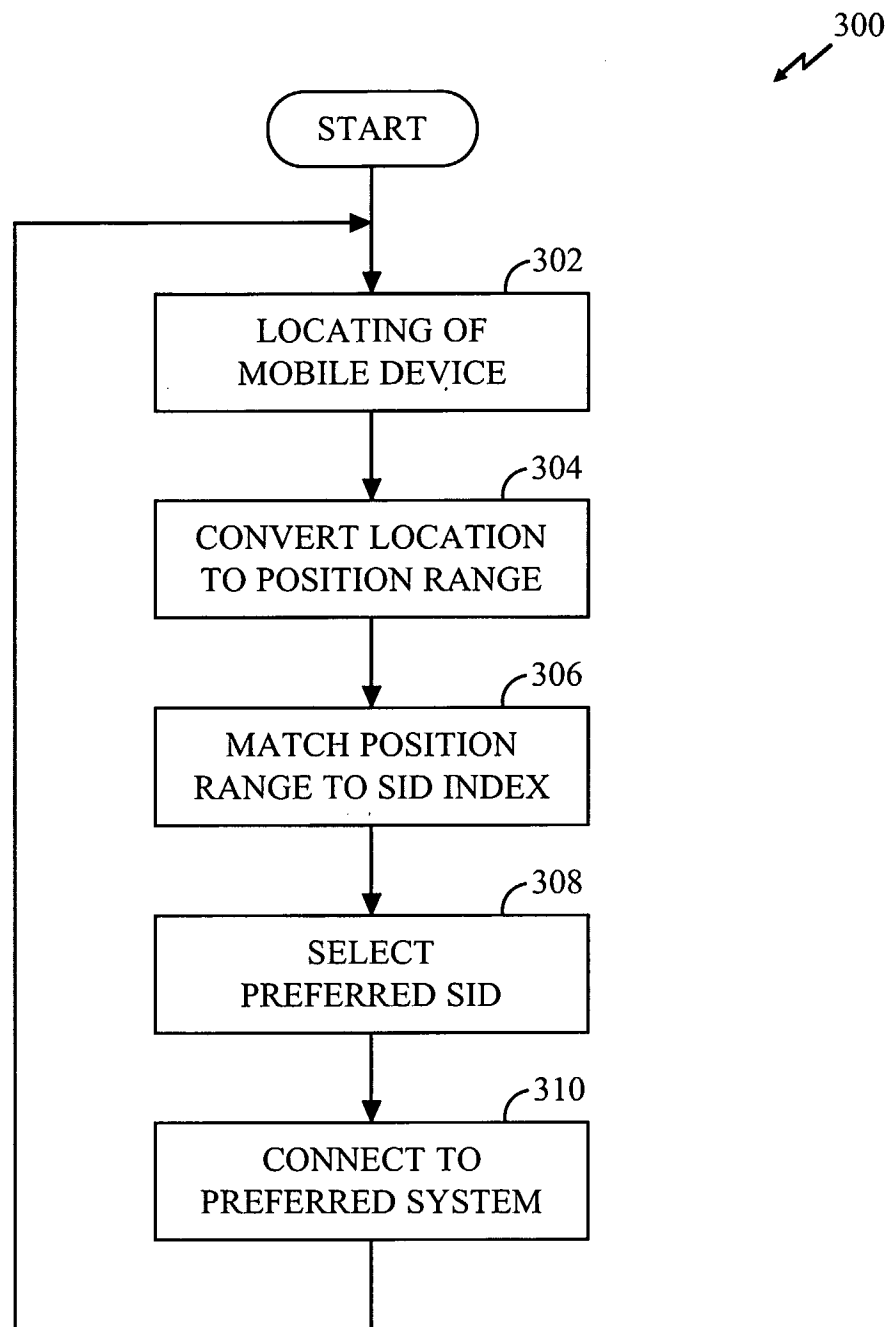 300
START
302
LOCATING OF
MOBILE DEVICE
304
CONVERT LOCATION
TO POSITION RANGE
306
MATCH POSITION
RANGE TO SID INDEX
308
SELECT
PREFERRED SID
310
CONNECT TO
PREFERRED SYSTEM